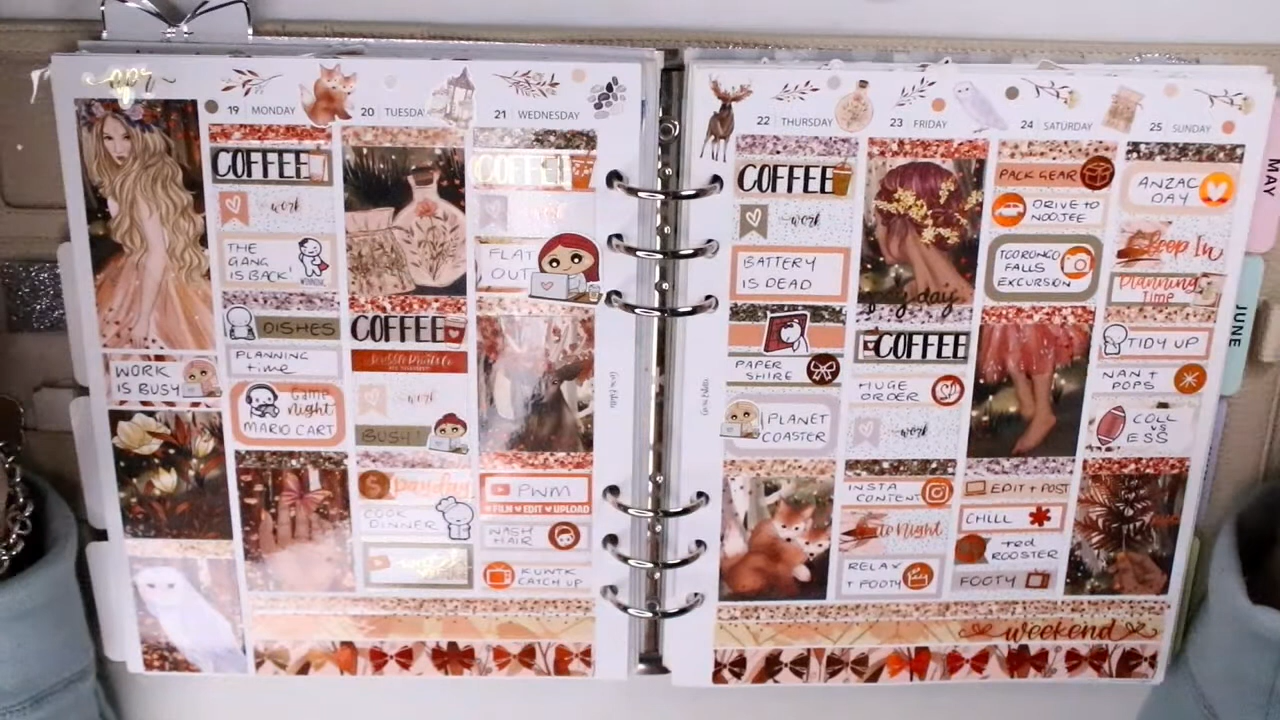 apr
19 MONDAY
COFFEE
work
THE
GANG
IS BACK!
DISHES
PLANNING
time
Game
night
MARIO CART
WORK
IS BUSY
20 TUESDAY
COFFEE
work
BUSH!
Payday
COOK
DINNER
21 WEDNESDAY
COFFEE
work
FLAT
OUT
PWM
FILM EDIT UPLOAD
WASH
HAIR
KUWTK
CATCH UP
22 THURSDAY
COFFEE
work
BATTERY
IS DEAD
PAPER
SHIRE
PLANET
COASTER
23 FRIDAY
COFFEE
HUGE
ORDER
work
INSTA
CONTENT
Date Night
RELAX
+ FOOTY
24 SATURDAY
PACK GEAR
DRIVE TO
NOOJEE
TOORONGO
FALLS
EXCURSION
EDIT + POST
CHILL
red
ROOSTER
FOOTY
25 SUNDAY
ANZAC
DAY
Sleep In
Planning
Time
TIDY UP
NAN +
POPS
COLL
VS
ESS
weekend
MAY
JUNE